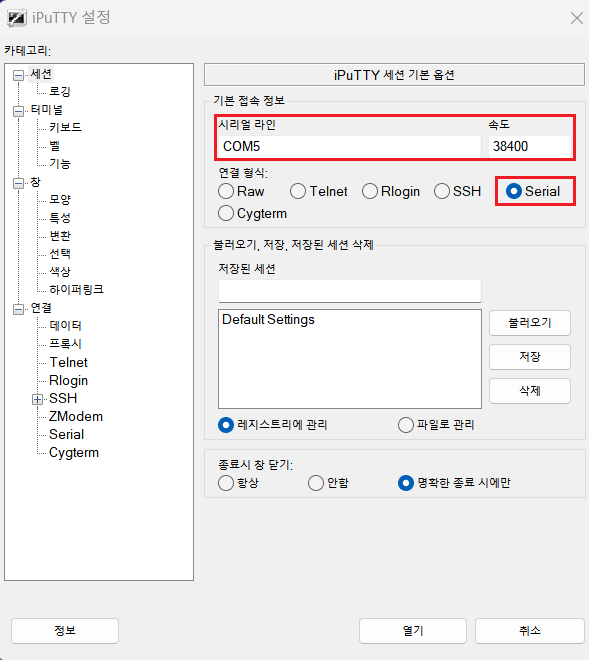 iPuTTY 설정
카테고리:
세션
로깅
터미널
키보드
벨
기능
창
모양
특성
변환
선택
색상
하이퍼링크
연결
데이터
프록시
Telnet
Rlogin
SSH
ZModem
Serial
Cygterm
iPuTTY 세션 기본 옵션
기본 접속 정보
시리얼 라인 속도
COM5 38400
연결 형식:
Raw Telnet Rlogin SSH Serial
Cygterm
불러오기, 저장, 저장된 세션 삭제
저장된 세션
Default Settings
불러오기
저장
삭제
레지스트리에 관리 파일로 관리
종료시 창 닫기:
항상 안함 명확한 종료 시에만
정보 열기 취소